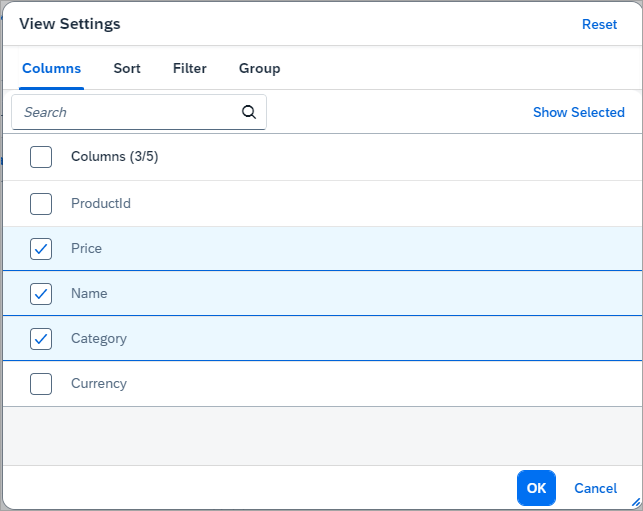 View Settings Reset
Columns Sort Filter Group
Search Show Selected
Columns (3/5)
ProductId
Price
Name
Category
Currency
OK Cancel